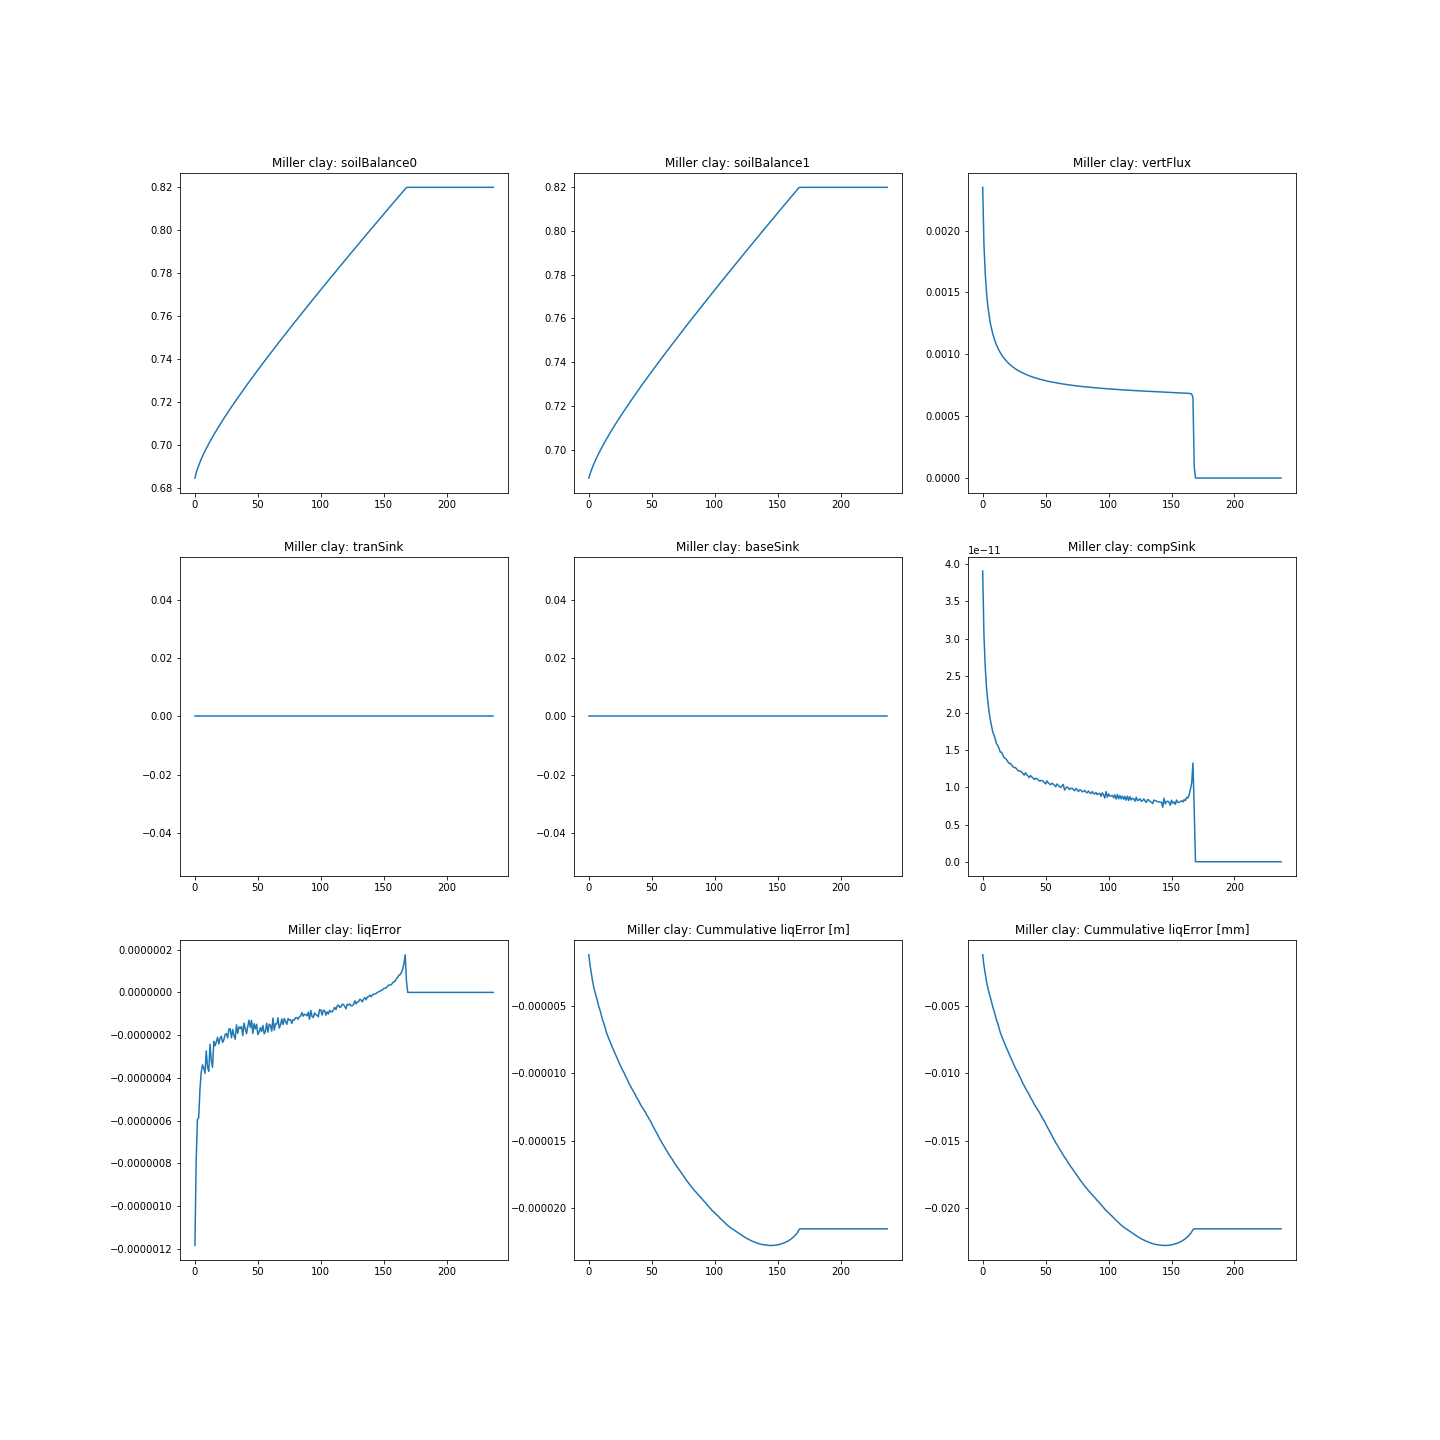 Miller clay: soilBalance0
0.82
0.80
0.78
0.76
0.74
0.72
0.70
0.68
0 50 100 150 200
Miller clay: soilBalance1
0.82
0.80
0.78
0.76
0.74
0.72
0.70
0 50 100 150 200
Miller clay: vertFlux
0.0020
0.0015
0.0010
0.0005
0.0000
0 50 100 150 200
Miller clay: tranSink
0.04
0.02
0.00
−0.02
−0.04
0 50 100 150 200
Miller clay: baseSink
0.04
0.02
0.00
−0.02
−0.04
0 50 100 150 200
Miller clay: compSink
1e−11
4.0
3.5
3.0
2.5
2.0
1.5
1.0
0.5
0.0
0 50 100 150 200
Miller clay: liqError
0.0000002
0.0000000
−0.0000002
−0.0000004
−0.0000006
−0.0000008
−0.0000010
−0.0000012
0 50 100 150 200
Miller clay: Cummulative liqError [m]
−0.000005
−0.000010
−0.000015
−0.000020
0 50 100 150 200
Miller clay: Cummulative liqError [mm]
−0.005
−0.010
−0.015
−0.020
0 50 100 150 200